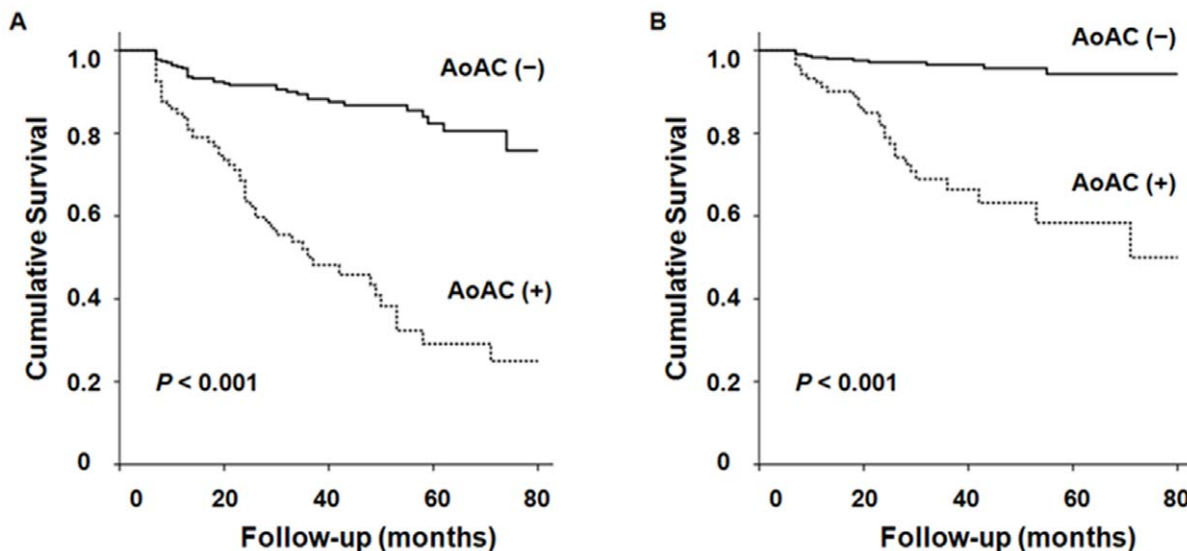 A
Cumulative Survival
1.0
0.8
0.6
0.4
0.2
0
AoAC (−)
AoAC (+)
P < 0.001
0 20 40 60 80
Follow-up (months)
B
Cumulative Survival
1.0
0.8
0.6
0.4
0.2
0
AoAC (−)
AoAC (+)
P < 0.001
0 20 40 60 80
Follow-up (months)